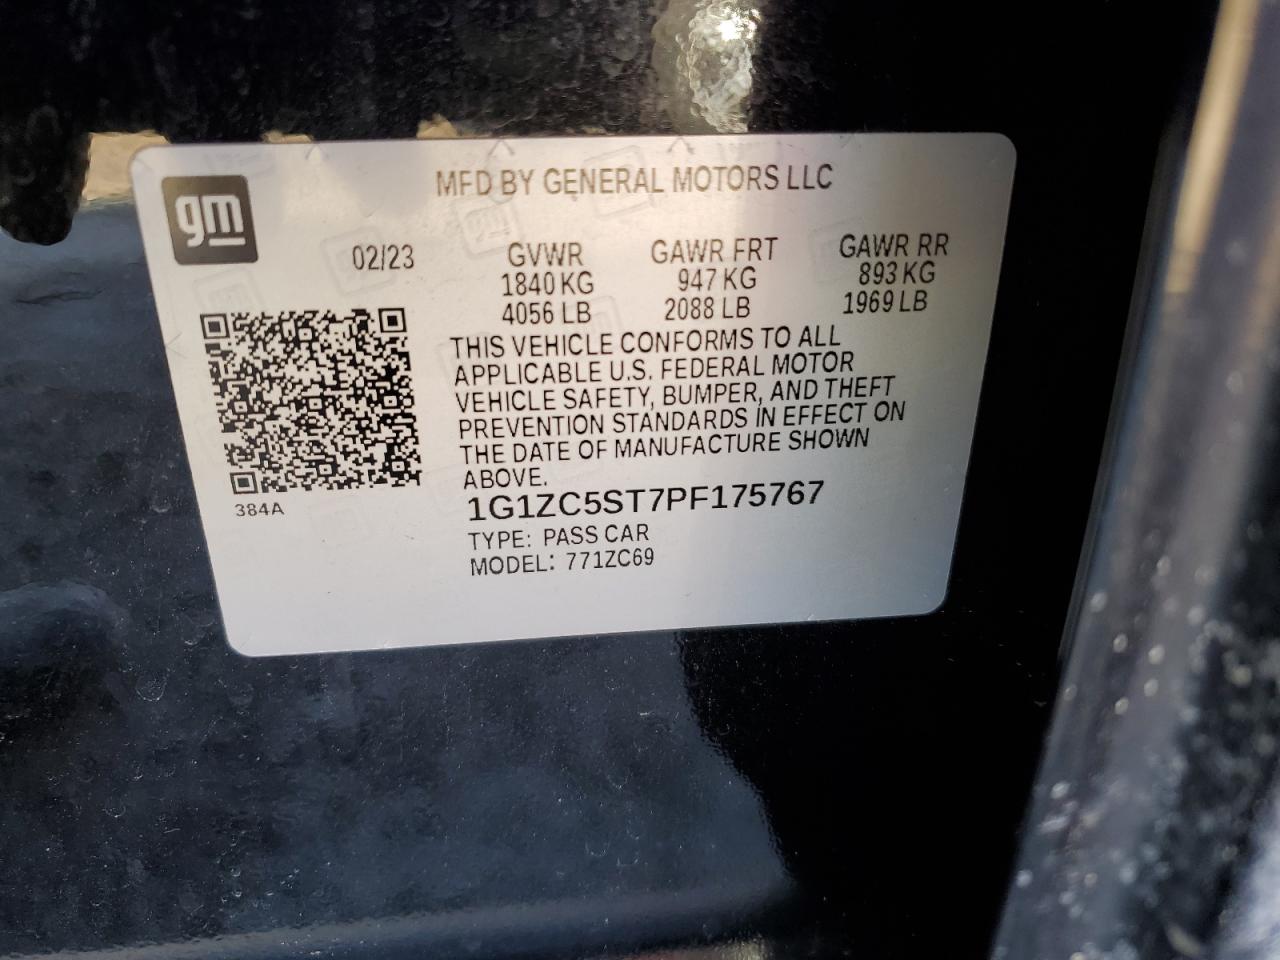 MFD BY GENERAL MOTORS LLC
gm
02/23 GVWR GAWR FRT GAWR RR
1840 KG 947 KG 893 KG
4056 LB 2088 LB 1969 LB
THIS VEHICLE CONFORMS TO ALL
APPLICABLE U.S. FEDERAL MOTOR
VEHICLE SAFETY, BUMPER, AND THEFT
PREVENTION STANDARDS IN EFFECT ON
THE DATE OF MANUFACTURE SHOWN
ABOVE.
384A
1G1ZC5ST7PF175767
TYPE: PASS CAR
MODEL: 771ZC69